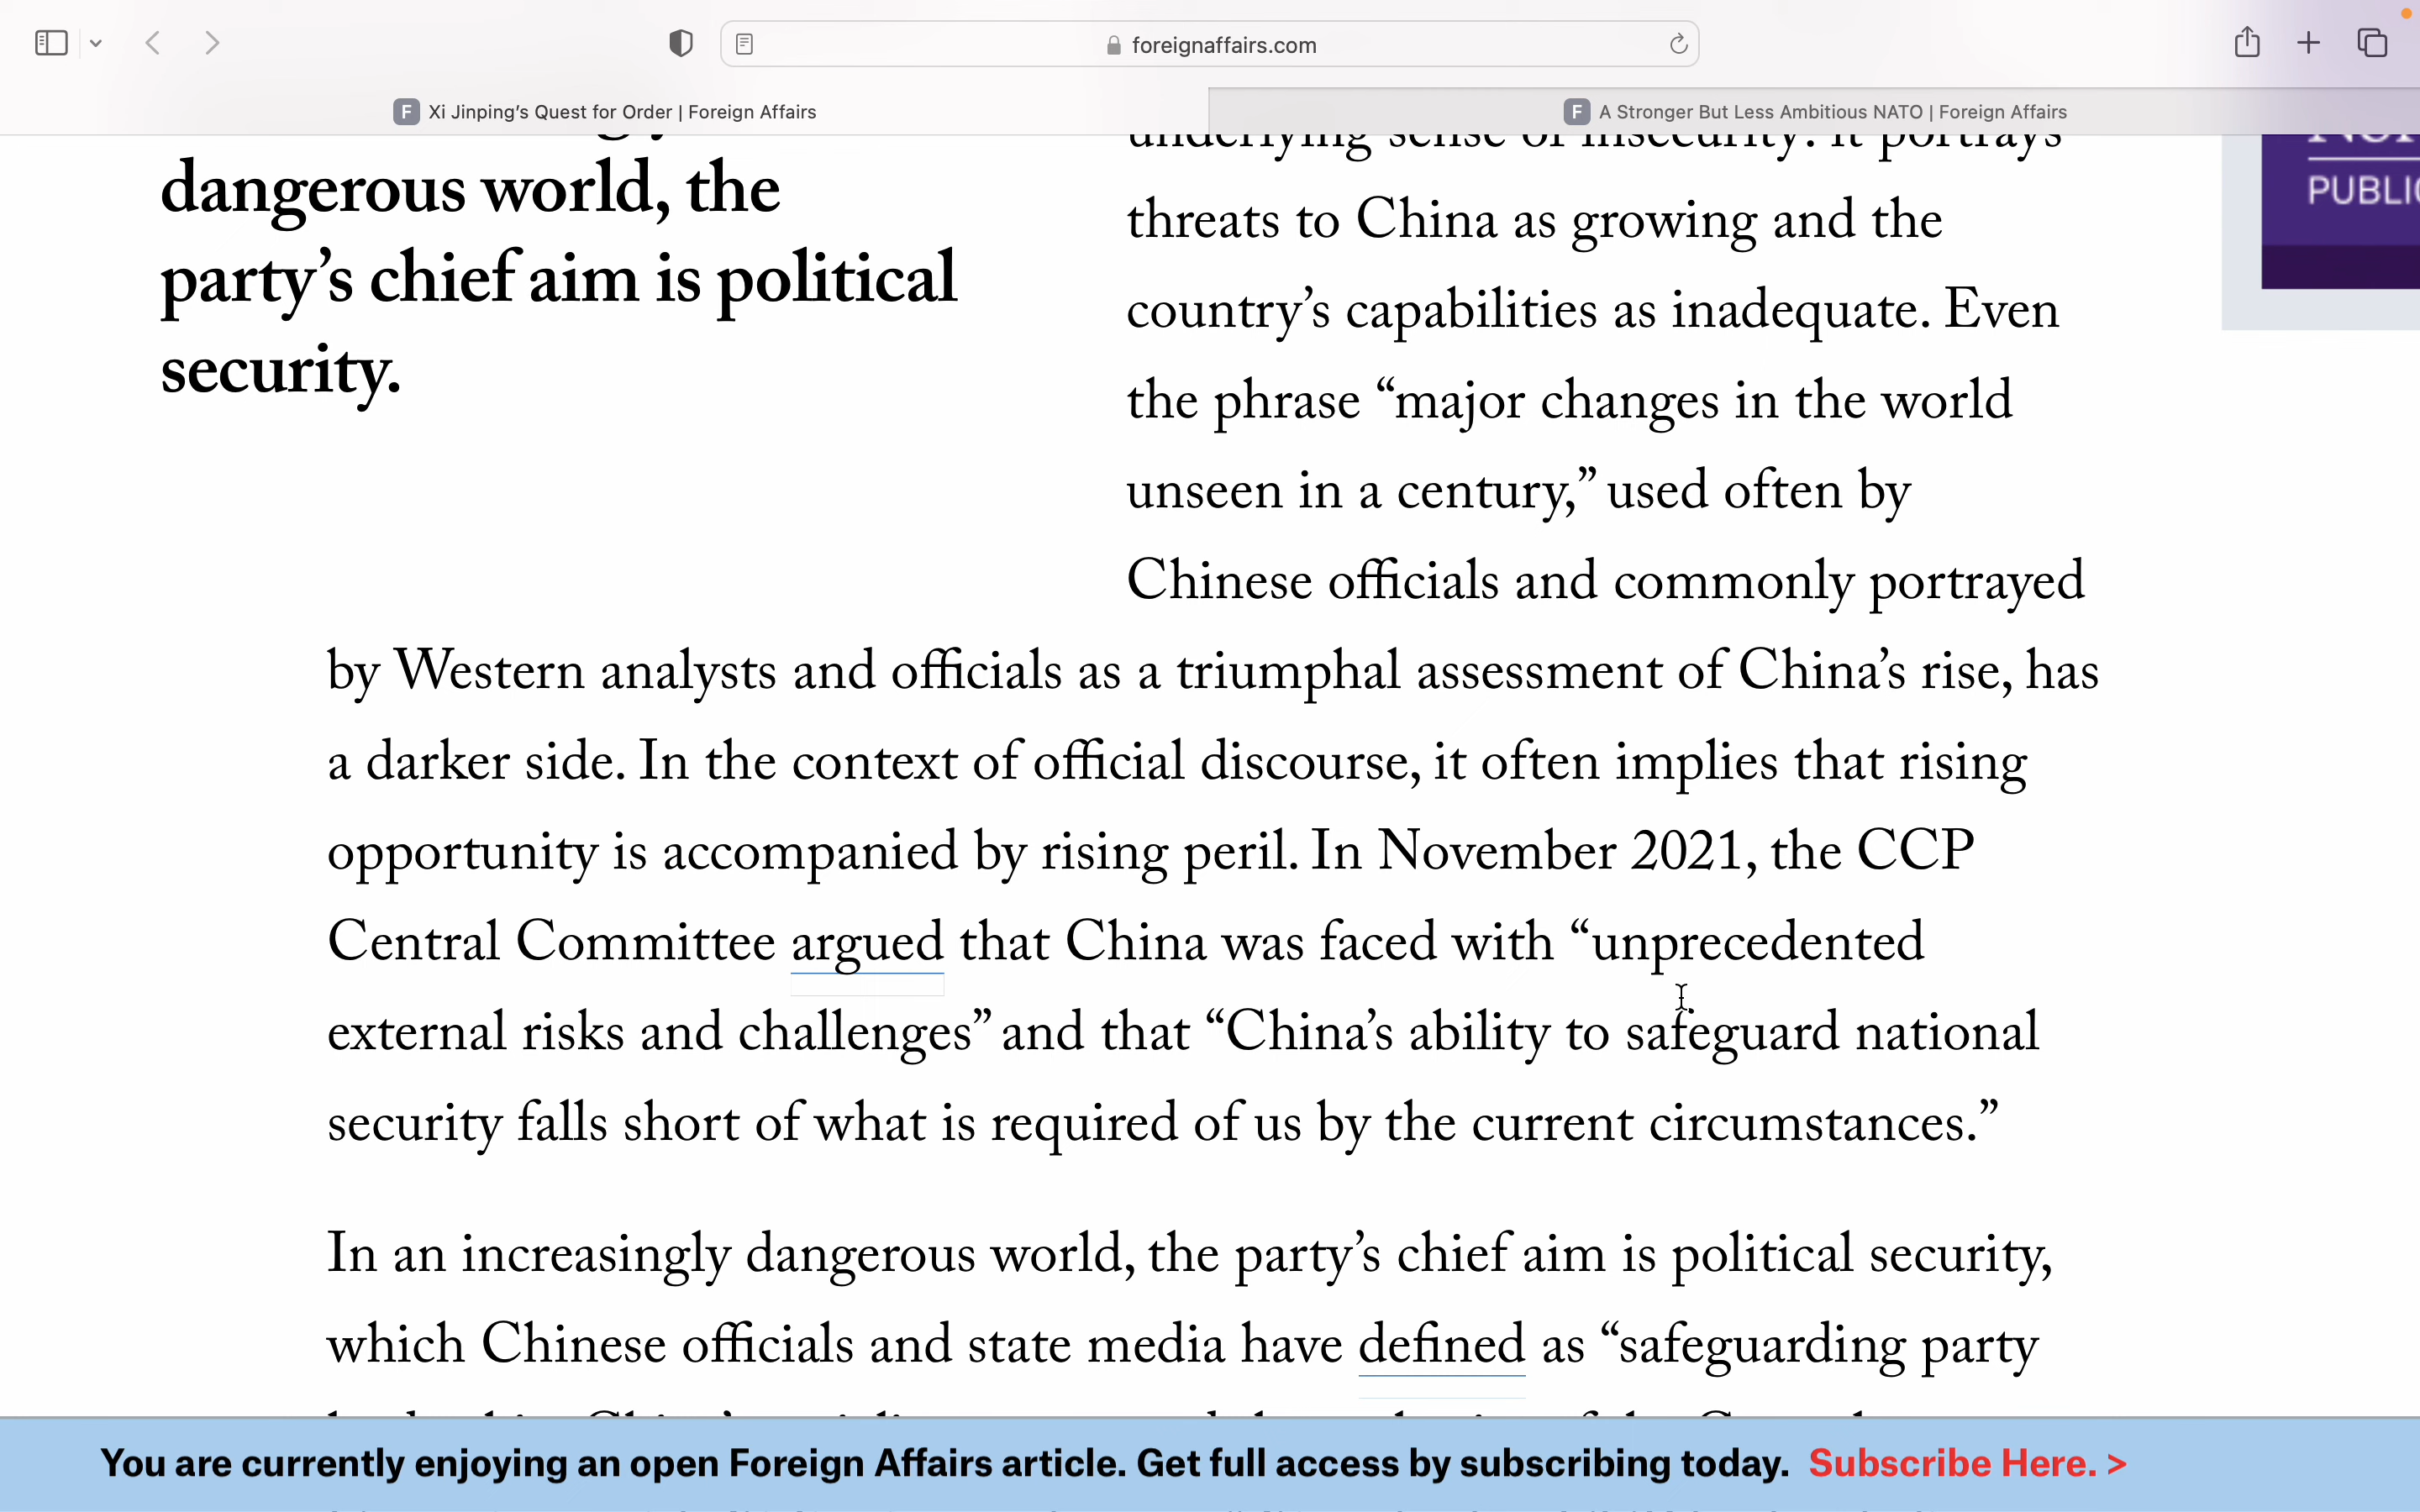 foreignaffairs.com
F Xi Jinping’s Quest for Order | Foreign Affairs
F A Stronger But Less Ambitious NATO | Foreign Affairs
dangerous world, the
party’s chief aim is political
security.
underlying sense of insecurity: it portrays
threats to China as growing and the
country’s capabilities as inadequate. Even
the phrase “major changes in the world
unseen in a century,” used often by
Chinese officials and commonly portrayed
by Western analysts and officials as a triumphal assessment of China’s rise, has
a darker side. In the context of official discourse, it often implies that rising
opportunity is accompanied by rising peril. In November 2021, the CCP
Central Committee argued that China was faced with “unprecedented
external risks and challenges” and that “China’s ability to safeguard national
security falls short of what is required of us by the current circumstances.”
In an increasingly dangerous world, the party’s chief aim is political security,
which Chinese officials and state media have defined as “safeguarding party
You are currently enjoying an open Foreign Affairs article. Get full access by subscribing today. Subscribe Here. >